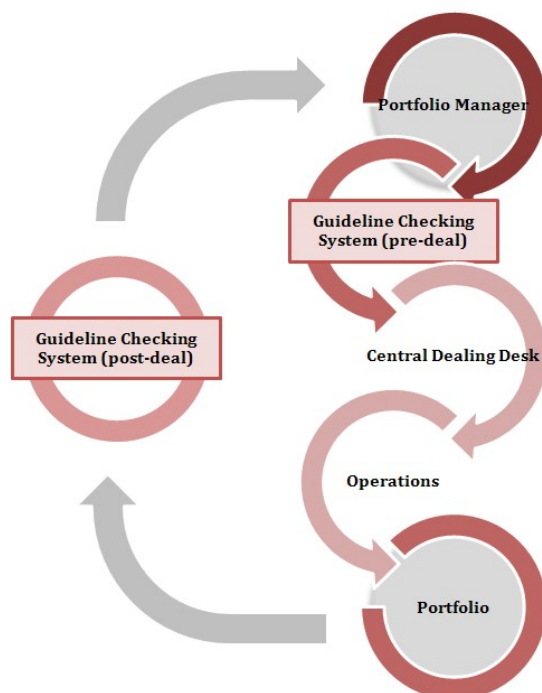 Portfolio Manager
Guideline Checking
System (pre-deal)
Guideline Checking
System (post-deal)
Central Dealing Desk
Operations
Portfolio